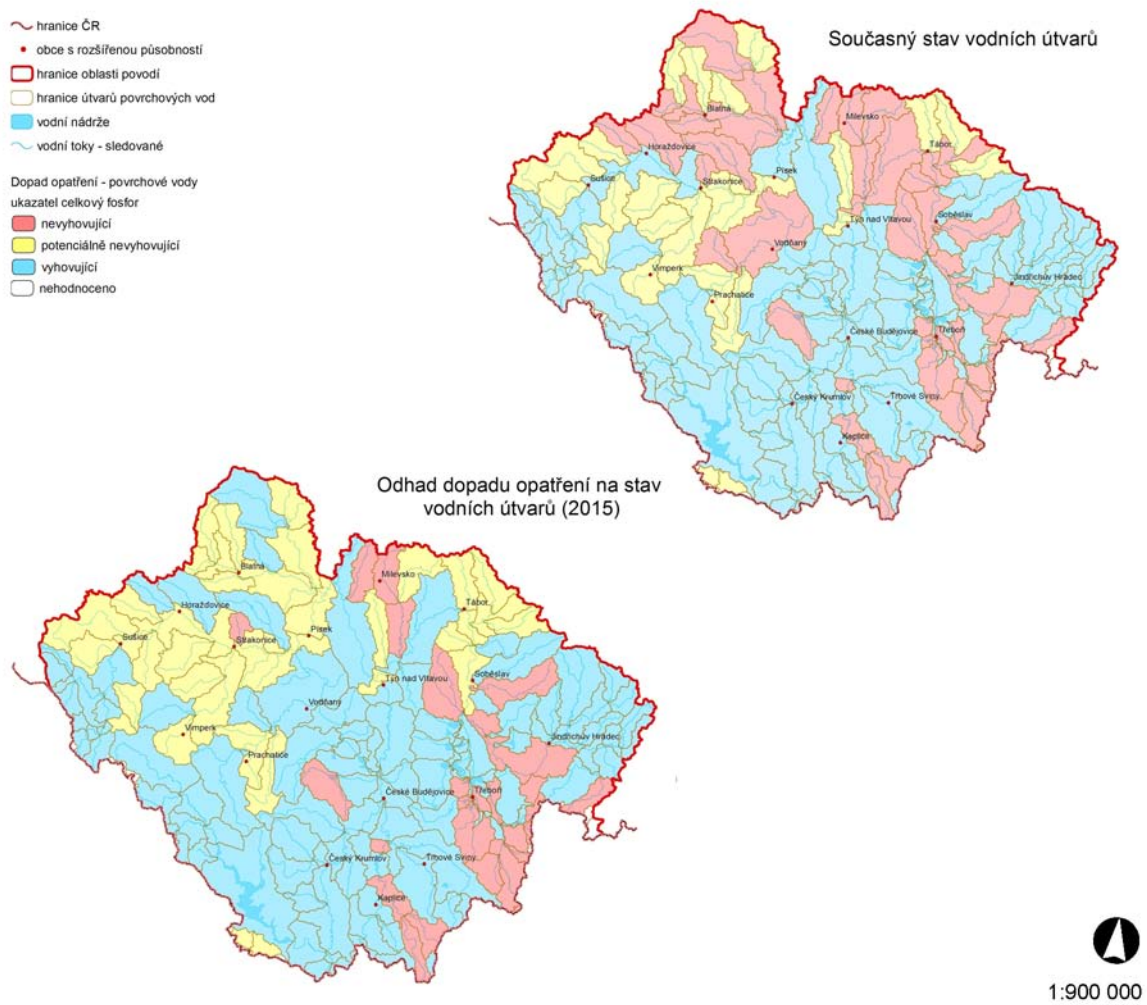 hranice ČR
obce s rozšířenou působností
hranice oblasti povodí
hranice útvarů povrchových vod
vodní nádrže
vodní toky - sledované
Dopad opatření - povrchové vody
ukazatel celkový fosfor
nevyhovující
potenciálně nevyhovující
vyhovující
nehodnoceno
Současný stav vodních útvarů
Blatná
Milevsko
Horažďovice
Tábor
Písek
Sušice
Strakonice
Soběslav
Týn nad Vltavou
Vodňany
Vimperk
Jindřichův Hradec
Prachatice
České Budějovice
Třeboň
Český Krumlov
Trhové Sviny
Kaplice
Odhad dopadu opatření na stav
vodních útvarů (2015)
Blatná
Milevsko
Horažďovice
Tábor
Písek
Sušice
Strakonice
Soběslav
Týn nad Vltavou
Vodňany
Vimperk
Jindřichův Hradec
Prachatice
České Budějovice
Třeboň
Český Krumlov
Trhové Sviny
Kaplice
1:900 000